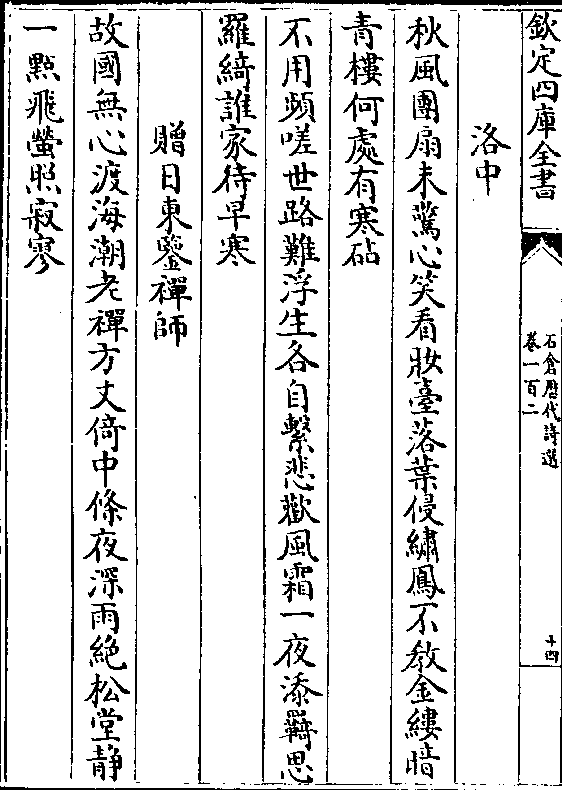 欽定四庫全書
石倉歷代詩選
卷一百二
十四
洛中
秋風團扇未驚心笑看妝臺落葉侵繡鳳不教金縷暗
青樓何處有寒砧
不用頻嗟世路難浮生各自繫悲歡風霜一夜添羈思
羅綺誰家待早寒
贈日東鑒禪師
故國無心渡海潮老禪方丈倚中條夜深雨絶松堂靜
一點飛螢照寂寥